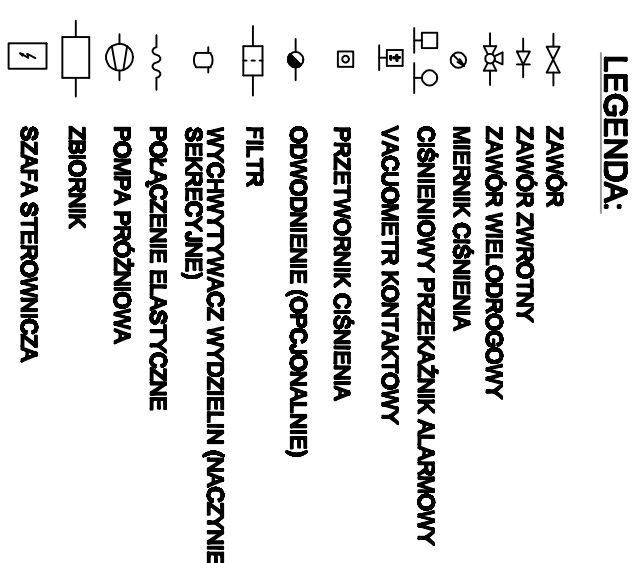 LEGENDA:
ZAWÓR
ZAWÓR ZWROTNY
ZAWÓR WIELODROGOWY
MIERNIK CIŚNIENIA
CIŚNIENIOWY PRZEKAŹNIK ALARMOWY
VACUOMETR KONTAKTOWY
PRZETWORNIK CIŚNIENIA
ODWODNIENIE (OPCJONALNIE)
FILTR
WYCHWYTYWACZ WYDZIELIN (NACZYNIE
SEKRECYJNE)
POŁĄCZENIE ELASTYCZNE
POMPA PRÓŻNIOWA
ZBIORNIK
SZAFA STEROWNICZA